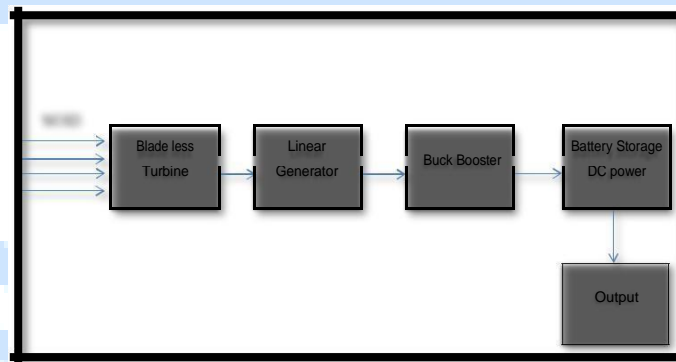 Blade less
Turbine
Linear
Generator
Buck Booster
Battery Storage
DC power
Output